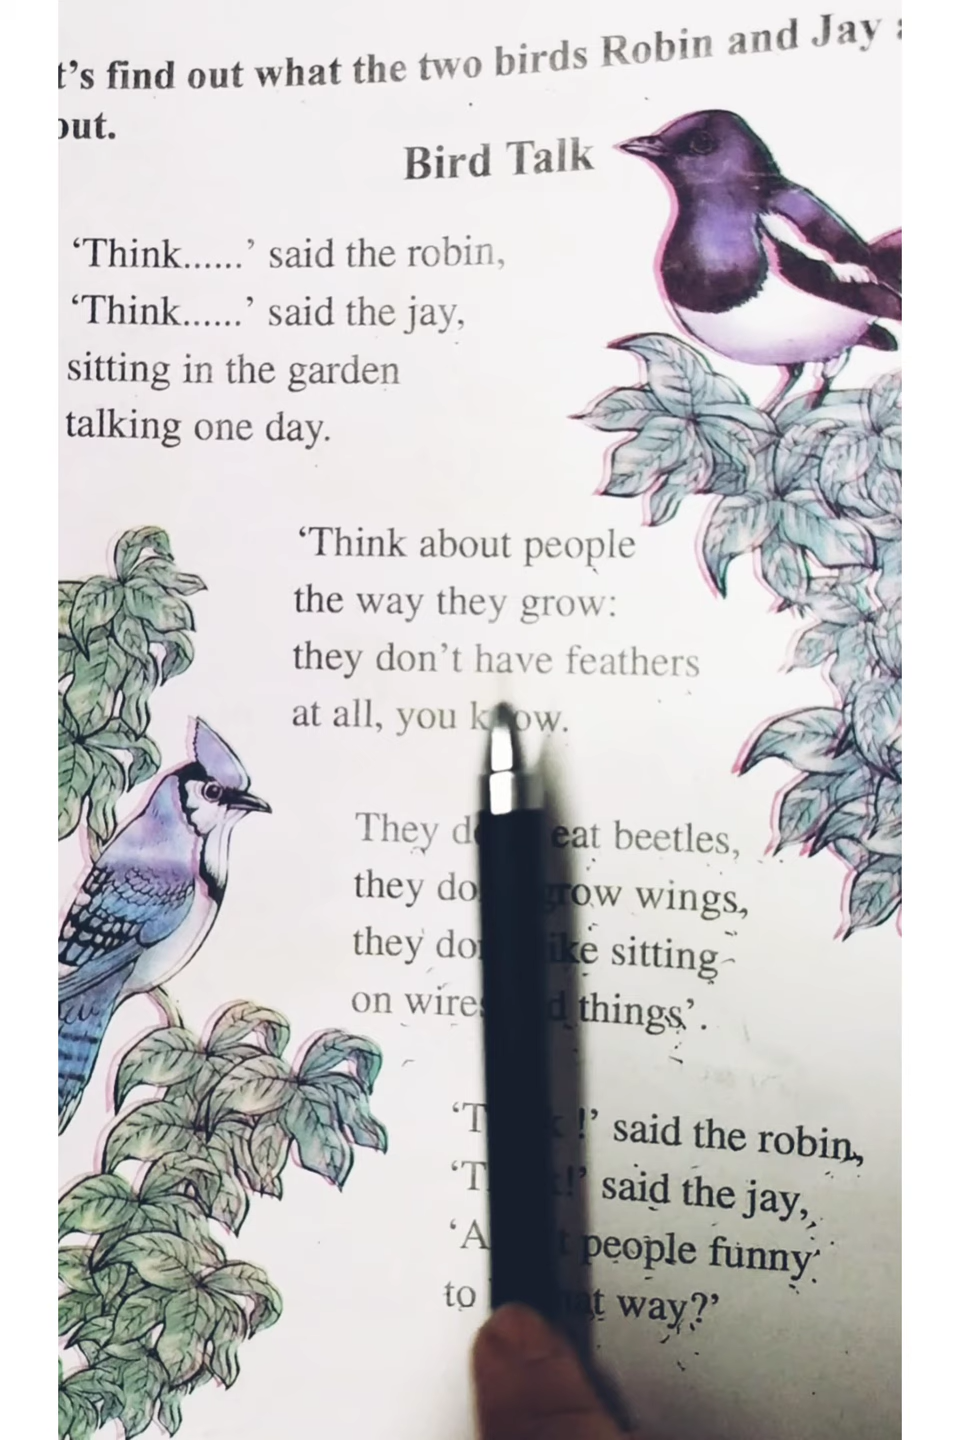 t's find out what the two birds Robin and Jay
out.
Bird Talk
'Think......' said the robin,
'Think......' said the jay,
sitting in the garden
talking one day.
'Think about people
the way they grow:
they don't have feathers
at all, you know.
They eat beetles,
they grow wings,
they sitting
on things'.
said the robin,
said the jay,
people funny
to way?'